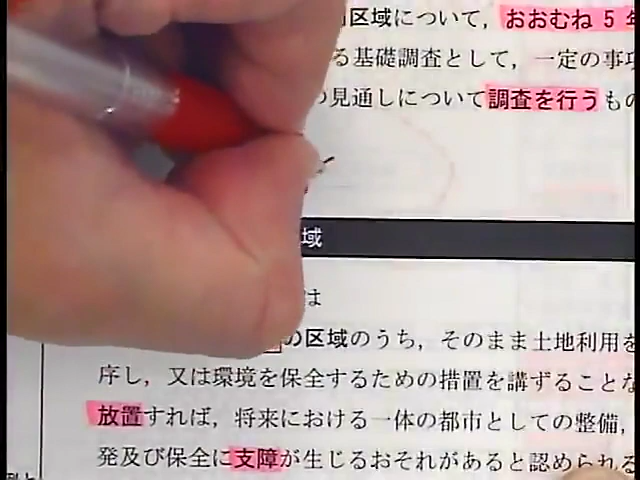 区域について，おおむね 5 年
る基礎調査として，一定の事項
の見通しについて調査を行うもの
域
は
の区域のうち，そのまま土地利用を
序し，又は環境を保全するための措置を講ずることな
放置すれば，将来における一体の都市としての整備，
発及び保全に支障が生じるおそれがあると認められる